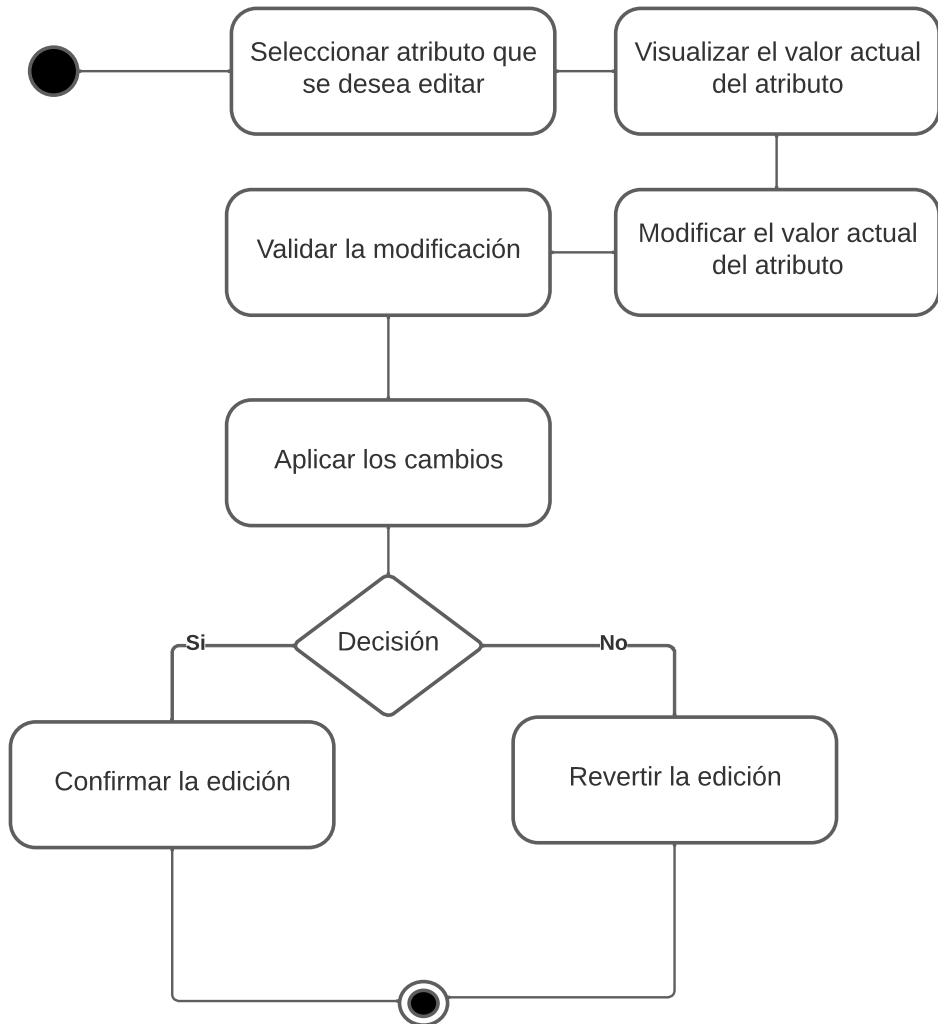 Seleccionar atributo que
se desea editar
Visualizar el valor actual
del atributo
Modificar el valor actual
del atributo
Validar la modificación
Aplicar los cambios
Decisión
Si
No
Confirmar la edición
Revertir la edición